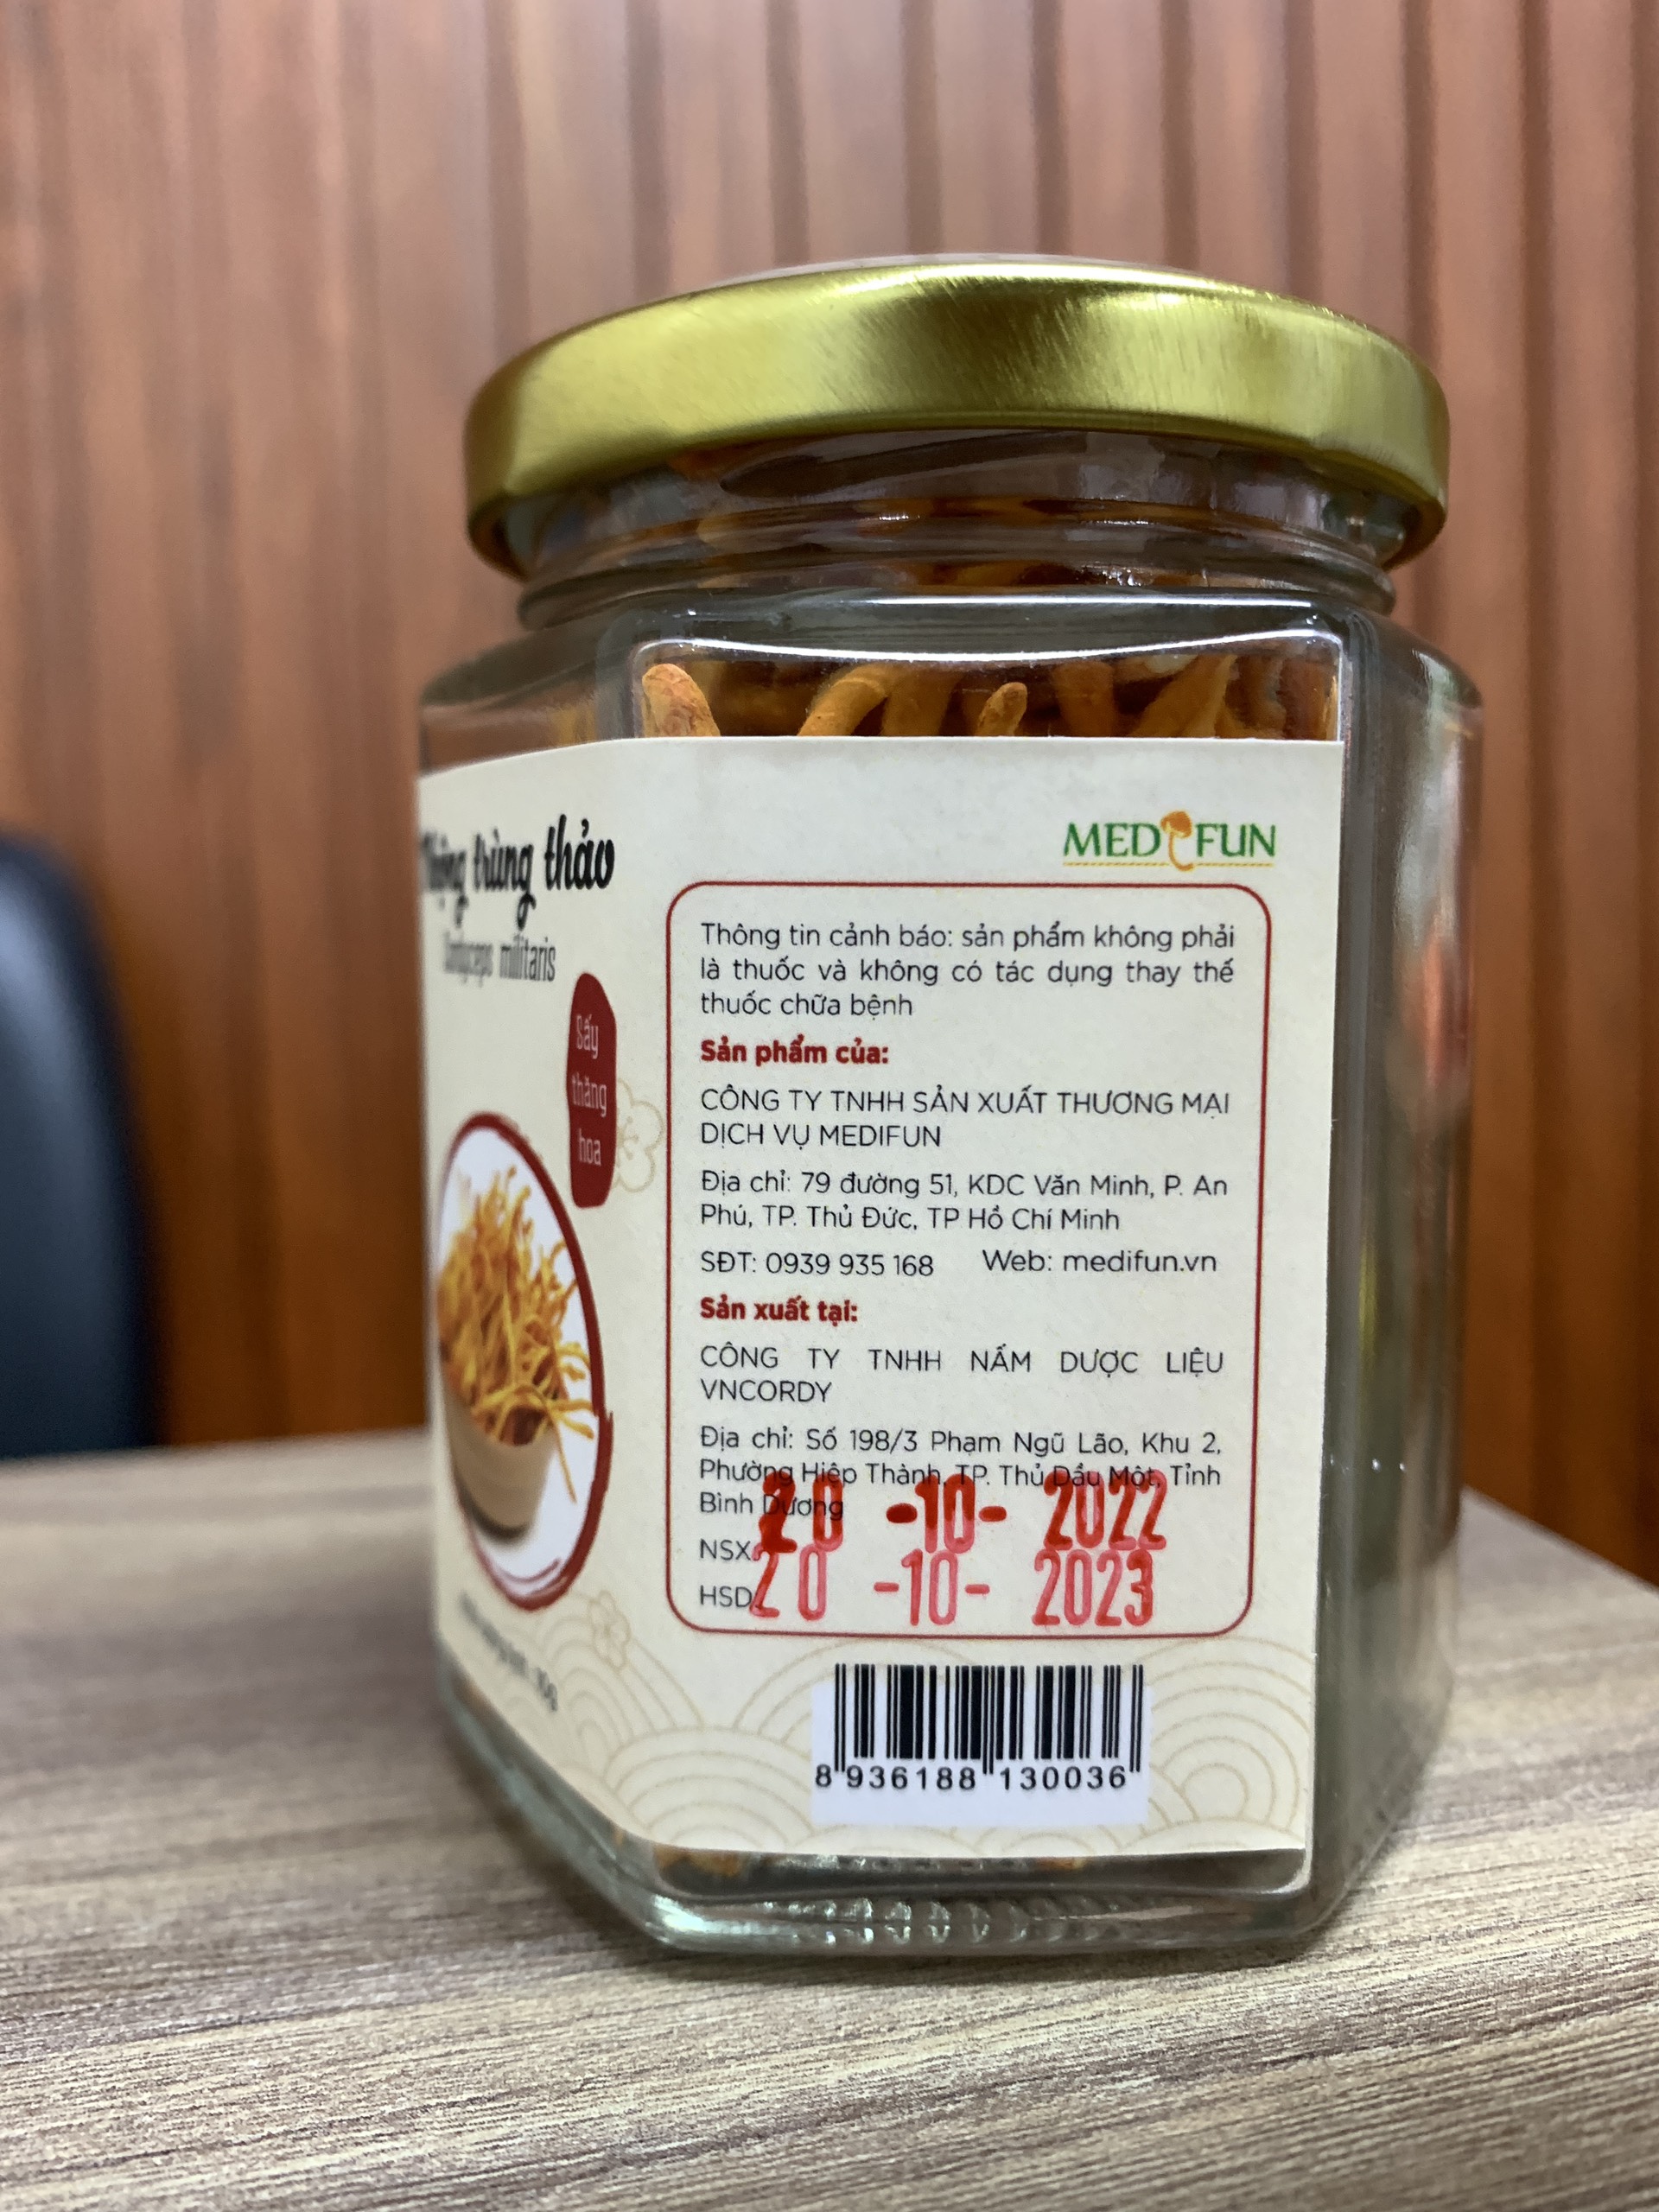 trùng thảo
militaris
Sấy
thăng
hoa
MEDIFUN
Thông tin cảnh báo: sản phẩm không phải
là thuốc và không có tác dụng thay thế
thuốc chữa bệnh
Sản phẩm của:
CÔNG TY TNHH SẢN XUẤT THƯƠNG MẠI
DỊCH VỤ MEDIFUN
Địa chỉ: 79 đường 51, KDC Văn Minh, P. An
Phú, TP. Thủ Đức, TP Hồ Chí Minh
SĐT: 0939 935 168 Web: medifun.vn
Sản xuất tại:
CÔNG TY TNHH NẤM DƯỢC LIỆU
VNCORDY
Địa chỉ: Số 198/3 Phạm Ngũ Lão, Khu 2,
Phường Hiệp Thành, TP. Thủ Dầu Một, Tỉnh
Bình Dương
NSX: 20 -10- 2022
HSD: 20 -10- 2023
8 936188 130036